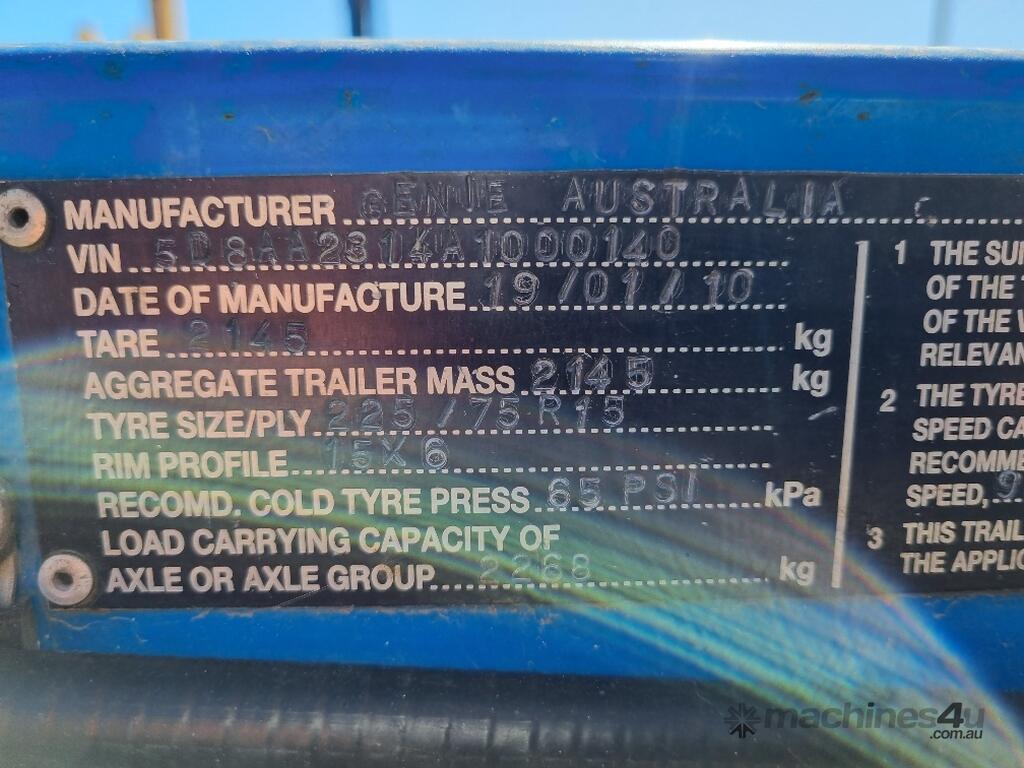 MANUFACTURER GENIE AUSTRALIA
VIN 5D8AA2314A1000140
DATE OF MANUFACTURE 19/01/10
TARE 2145 kg
AGGREGATE TRAILER MASS 2145 kg
TYRE SIZE/PLY 225/75R15
RIM PROFILE 15X6
RECOMD. COLD TYRE PRESS 65 PSI kPa
LOAD CARRYING CAPACITY OF
AXLE OR AXLE GROUP 2268 kg
1 THE SUI
OF THE
OF THE V
RELEVAN
2 THE TYRE
SPEED CA
RECOMME
SPEED, 9
3 THIS TRAIL
THE APPLIC
machines4u
.com.au